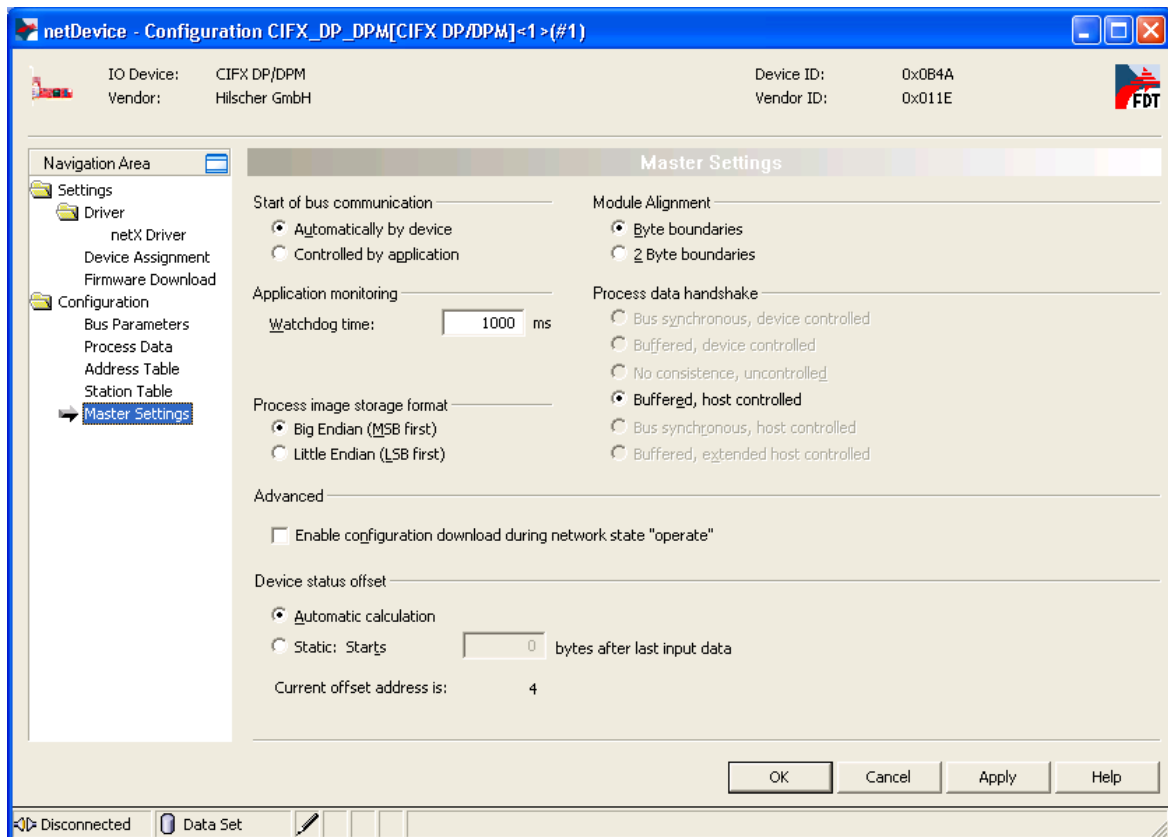 netDevice - Configuration CIFX_DP_DPM[CIFX DP/DPM]<1>(#1)
IO Device: CIFX DP/DPM Device ID: 0x0B4A
Vendor: Hilscher GmbH Vendor ID: 0x011E
FDT
Navigation Area
Settings
Driver
netX Driver
Device Assignment
Firmware Download
Configuration
Bus Parameters
Process Data
Address Table
Station Table
Master Settings
Master Settings
Start of bus communication
Automatically by device
Controlled by application
Module Alignment
Byte boundaries
2 Byte boundaries
Application monitoring
Watchdog time: 1000 ms
Process data handshake
Bus synchronous, device controlled
Buffered, device controlled
No consistence, uncontrolled
Buffered, host controlled
Bus synchronous, host controlled
Buffered, extended host controlled
Process image storage format
Big Endian (MSB first)
Little Endian (LSB first)
Advanced
Enable configuration download during network state "operate"
Device status offset
Automatic calculation
Static: Starts 0 bytes after last input data
Current offset address is: 4
OK Cancel Apply Help
Disconnected Data Set